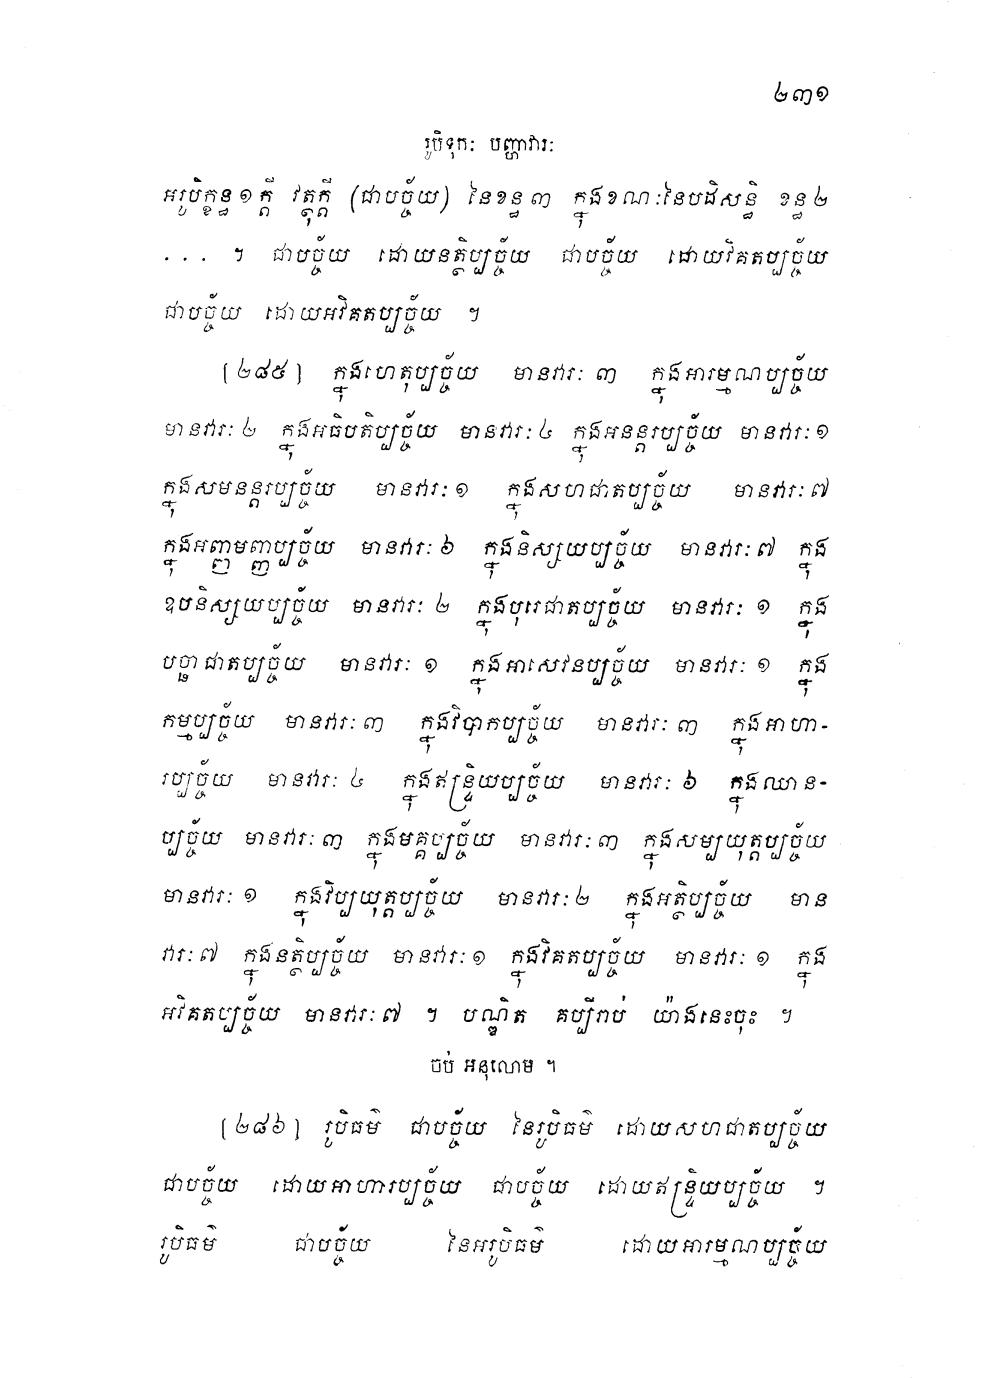 ២៣១
រូបិទុកៈ បញ្ហាវារៈ
អរូបិក្ខន្ធ១ក្តី វត្ថុក្តី (ជាបច្ច័យ) នៃខន្ធ៣ ក្នុងខណៈនៃបដិសន្ធិ ខន្ធ២
... ។ ជាបច្ច័យ ដោយនត្ថិប្បច្ច័យ ជាបច្ច័យ ដោយវិគតប្បច្ច័យ
ជាបច្ច័យ ដោយអវិគតប្បច្ច័យ ។
[២៨៥] ក្នុងហេតុប្បច្ច័យ មានវារៈ ៣ ក្នុងអារម្មណប្បច្ច័យ
មានវារៈ ២ ក្នុងអធិបតិប្បច្ច័យ មានវារៈ ៤ ក្នុងអនន្តរប្បច្ច័យ មានវារៈ ១
ក្នុងសមនន្តរប្បច្ច័យ មានវារៈ ១ ក្នុងសហជាតប្បច្ច័យ មានវារៈ ៧
ក្នុងអញ្ញមញ្ញប្បច្ច័យ មានវារៈ ៦ ក្នុងនិស្សយប្បច្ច័យ មានវារៈ ៧ ក្នុង
ឧបនិស្សយប្បច្ច័យ មានវារៈ ២ ក្នុងបុរេជាតប្បច្ច័យ មានវារៈ ១ ក្នុង
បច្ឆាជាតប្បច្ច័យ មានវារៈ ១ ក្នុងអាសេវនប្បច្ច័យ មានវារៈ ១ ក្នុង
កម្មប្បច្ច័យ មានវារៈ ៣ ក្នុងវិបាកប្បច្ច័យ មានវារៈ ៣ ក្នុងអាហា-
រប្បច្ច័យ មានវារៈ ៤ ក្នុងឥន្ទ្រិយប្បច្ច័យ មានវារៈ ៦ ក្នុងឈាន-
ប្បច្ច័យ មានវារៈ ៣ ក្នុងមគ្គប្បច្ច័យ មានវារៈ ៣ ក្នុងសម្បយុត្តប្បច្ច័យ
មានវារៈ ១ ក្នុងវិប្បយុត្តប្បច្ច័យ មានវារៈ ២ ក្នុងអត្ថិប្បច្ច័យ មាន
វារៈ ៧ ក្នុងនត្ថិប្បច្ច័យ មានវារៈ ១ ក្នុងវិគតប្បច្ច័យ មានវារៈ ១ ក្នុង
អវិគតប្បច្ច័យ មានវារៈ ៧ ។ បណ្ឌិត គប្បីរាប់ យ៉ាងនេះចុះ ។
ចប់ អនុលោម ។
[២៨៦] រូបិធម៌ ជាបច្ច័យ នៃរូបិធម៌ ដោយសហជាតប្បច្ច័យ
ជាបច្ច័យ ដោយអាហារប្បច្ច័យ ជាបច្ច័យ ដោយឥន្ទ្រិយប្បច្ច័យ ។
រូបិធម៌ ជាបច្ច័យ នៃអរូបិធម៌ ដោយអារម្មណប្បច្ច័យ